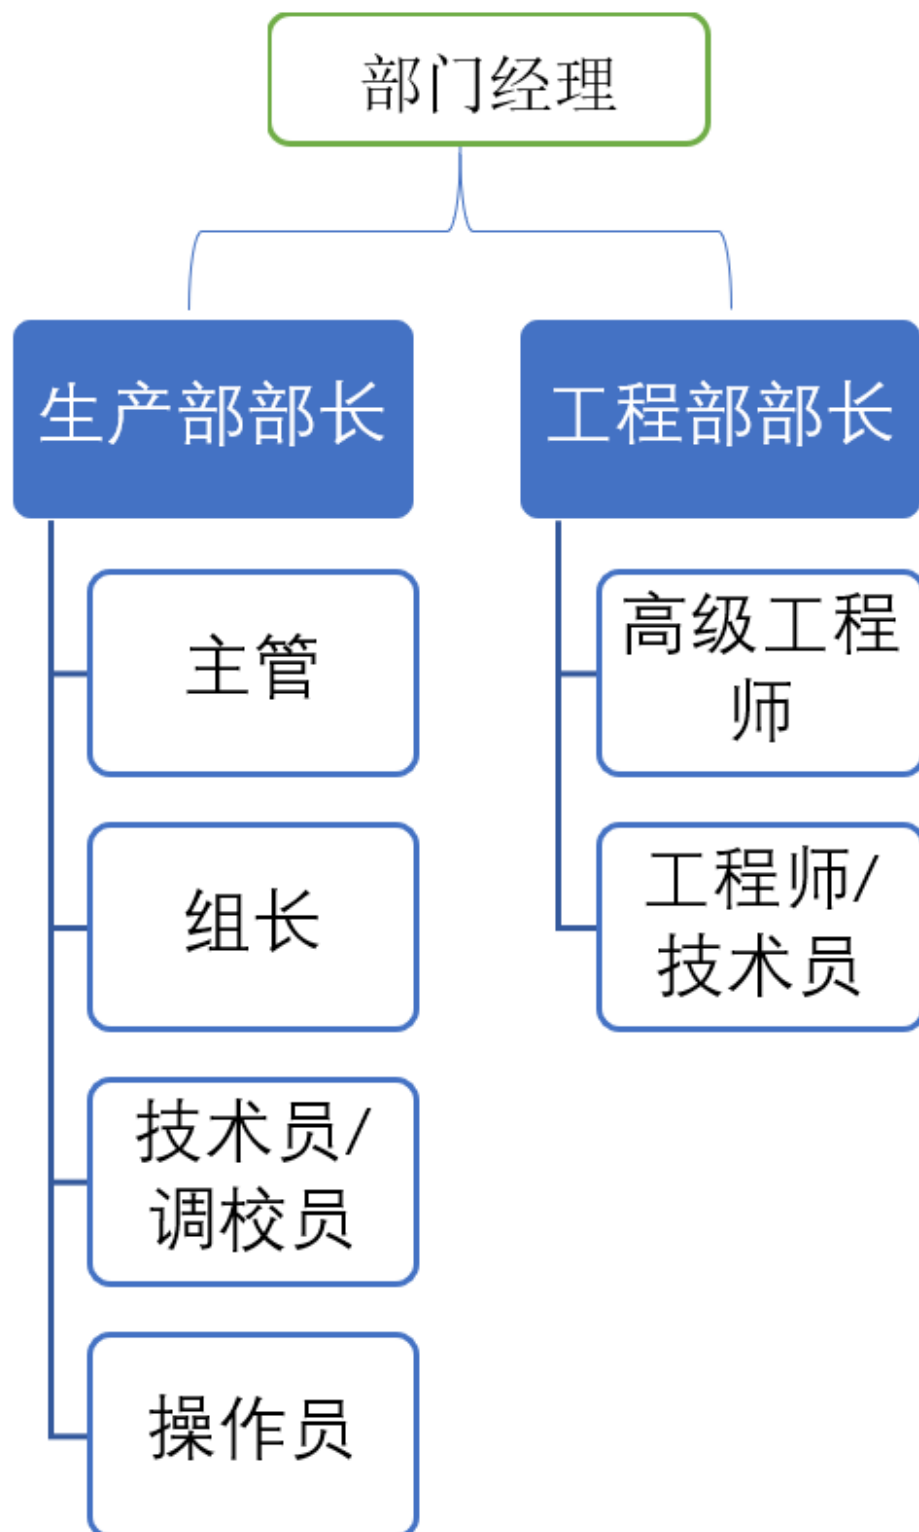 部门经理
生产部部长
工程部部长
主管
高级工程
师
组长
工程师/
技术员
技术员/
调校员
操作员